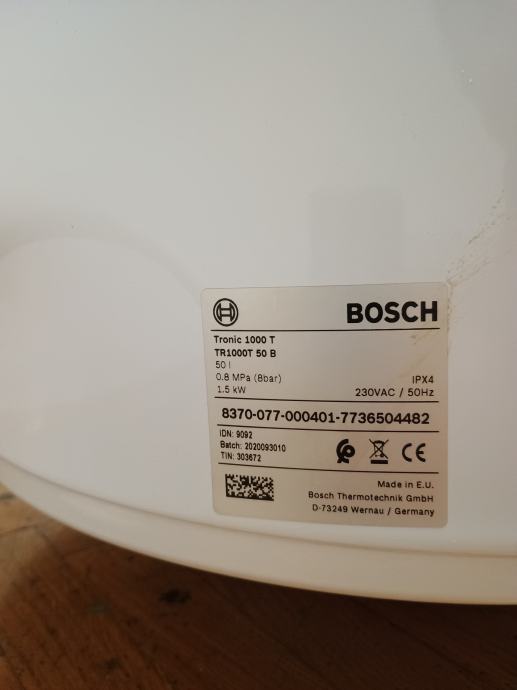 BOSCH
Tronic 1000 T
TR1000T 50 B
50 l
0.8 MPa (8bar) IPX4
1.5 kW 230VAC / 50Hz
8370-077-000401-7736504482
IDN: 9092
Batch: 2020093010
TIN: 303672
CE
Made in E.U.
Bosch Thermotechnik GmbH
D-73249 Wernau / Germany